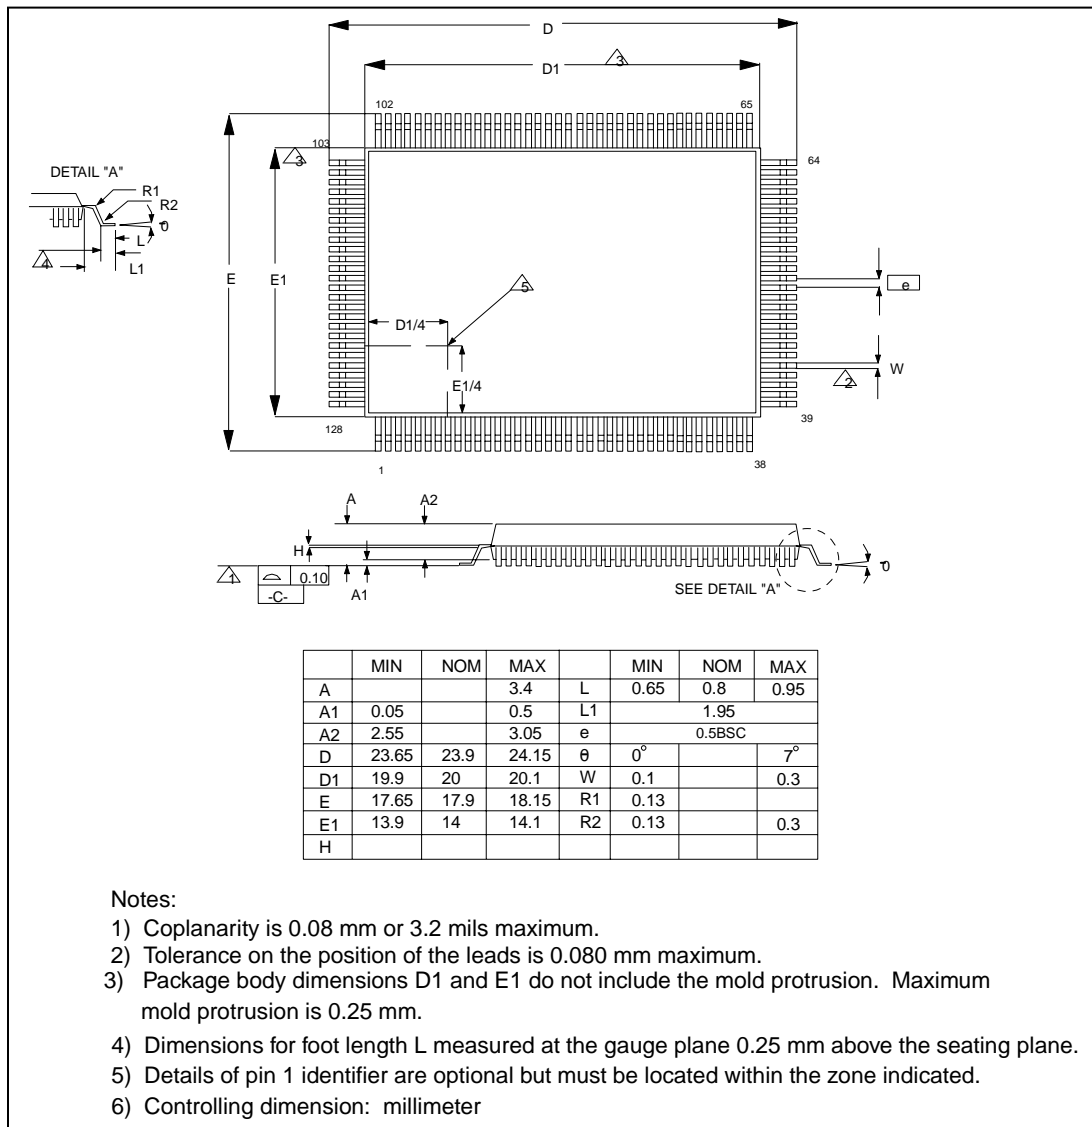 D
D1
3
102
65
103
3
64
DETAIL "A"
R1
R2
0
L
4
L1
E
E1
5
e
D1/4
E1/4
W
2
128
39
1
38
A
A2
H
1
0.10
-C-
A1
SEE DETAIL "A"
0
MIN NOM MAX MIN NOM MAX
A 3.4 L 0.65 0.8 0.95
A1 0.05 0.5 L1 1.95
A2 2.55 3.05 e 0.5BSC
D 23.65 23.9 24.15 θ 0° 7°
D1 19.9 20 20.1 W 0.1 0.3
E 17.65 17.9 18.15 R1 0.13
E1 13.9 14 14.1 R2 0.13 0.3
H
Notes:
1) Coplanarity is 0.08 mm or 3.2 mils maximum.
2) Tolerance on the position of the leads is 0.080 mm maximum.
3) Package body dimensions D1 and E1 do not include the mold protrusion. Maximum
mold protrusion is 0.25 mm.
4) Dimensions for foot length L measured at the gauge plane 0.25 mm above the seating plane.
5) Details of pin 1 identifier are optional but must be located within the zone indicated.
6) Controlling dimension: millimeter